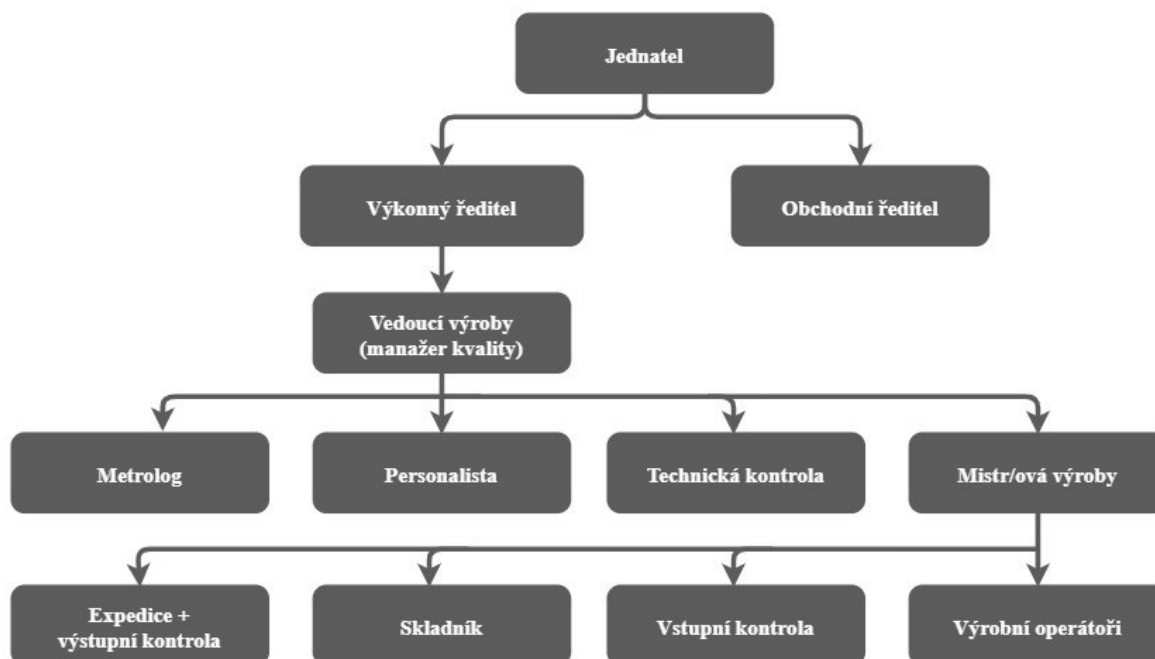 Jednatel
Výkonný ředitel
Obchodní ředitel
Vedoucí výroby
(manažer kvality)
Metrolog
Personalista
Technická kontrola
Mistr/ová výroby
Expedice +
výstupní kontrola
Skladník
Vstupní kontrola
Výrobní operátoři